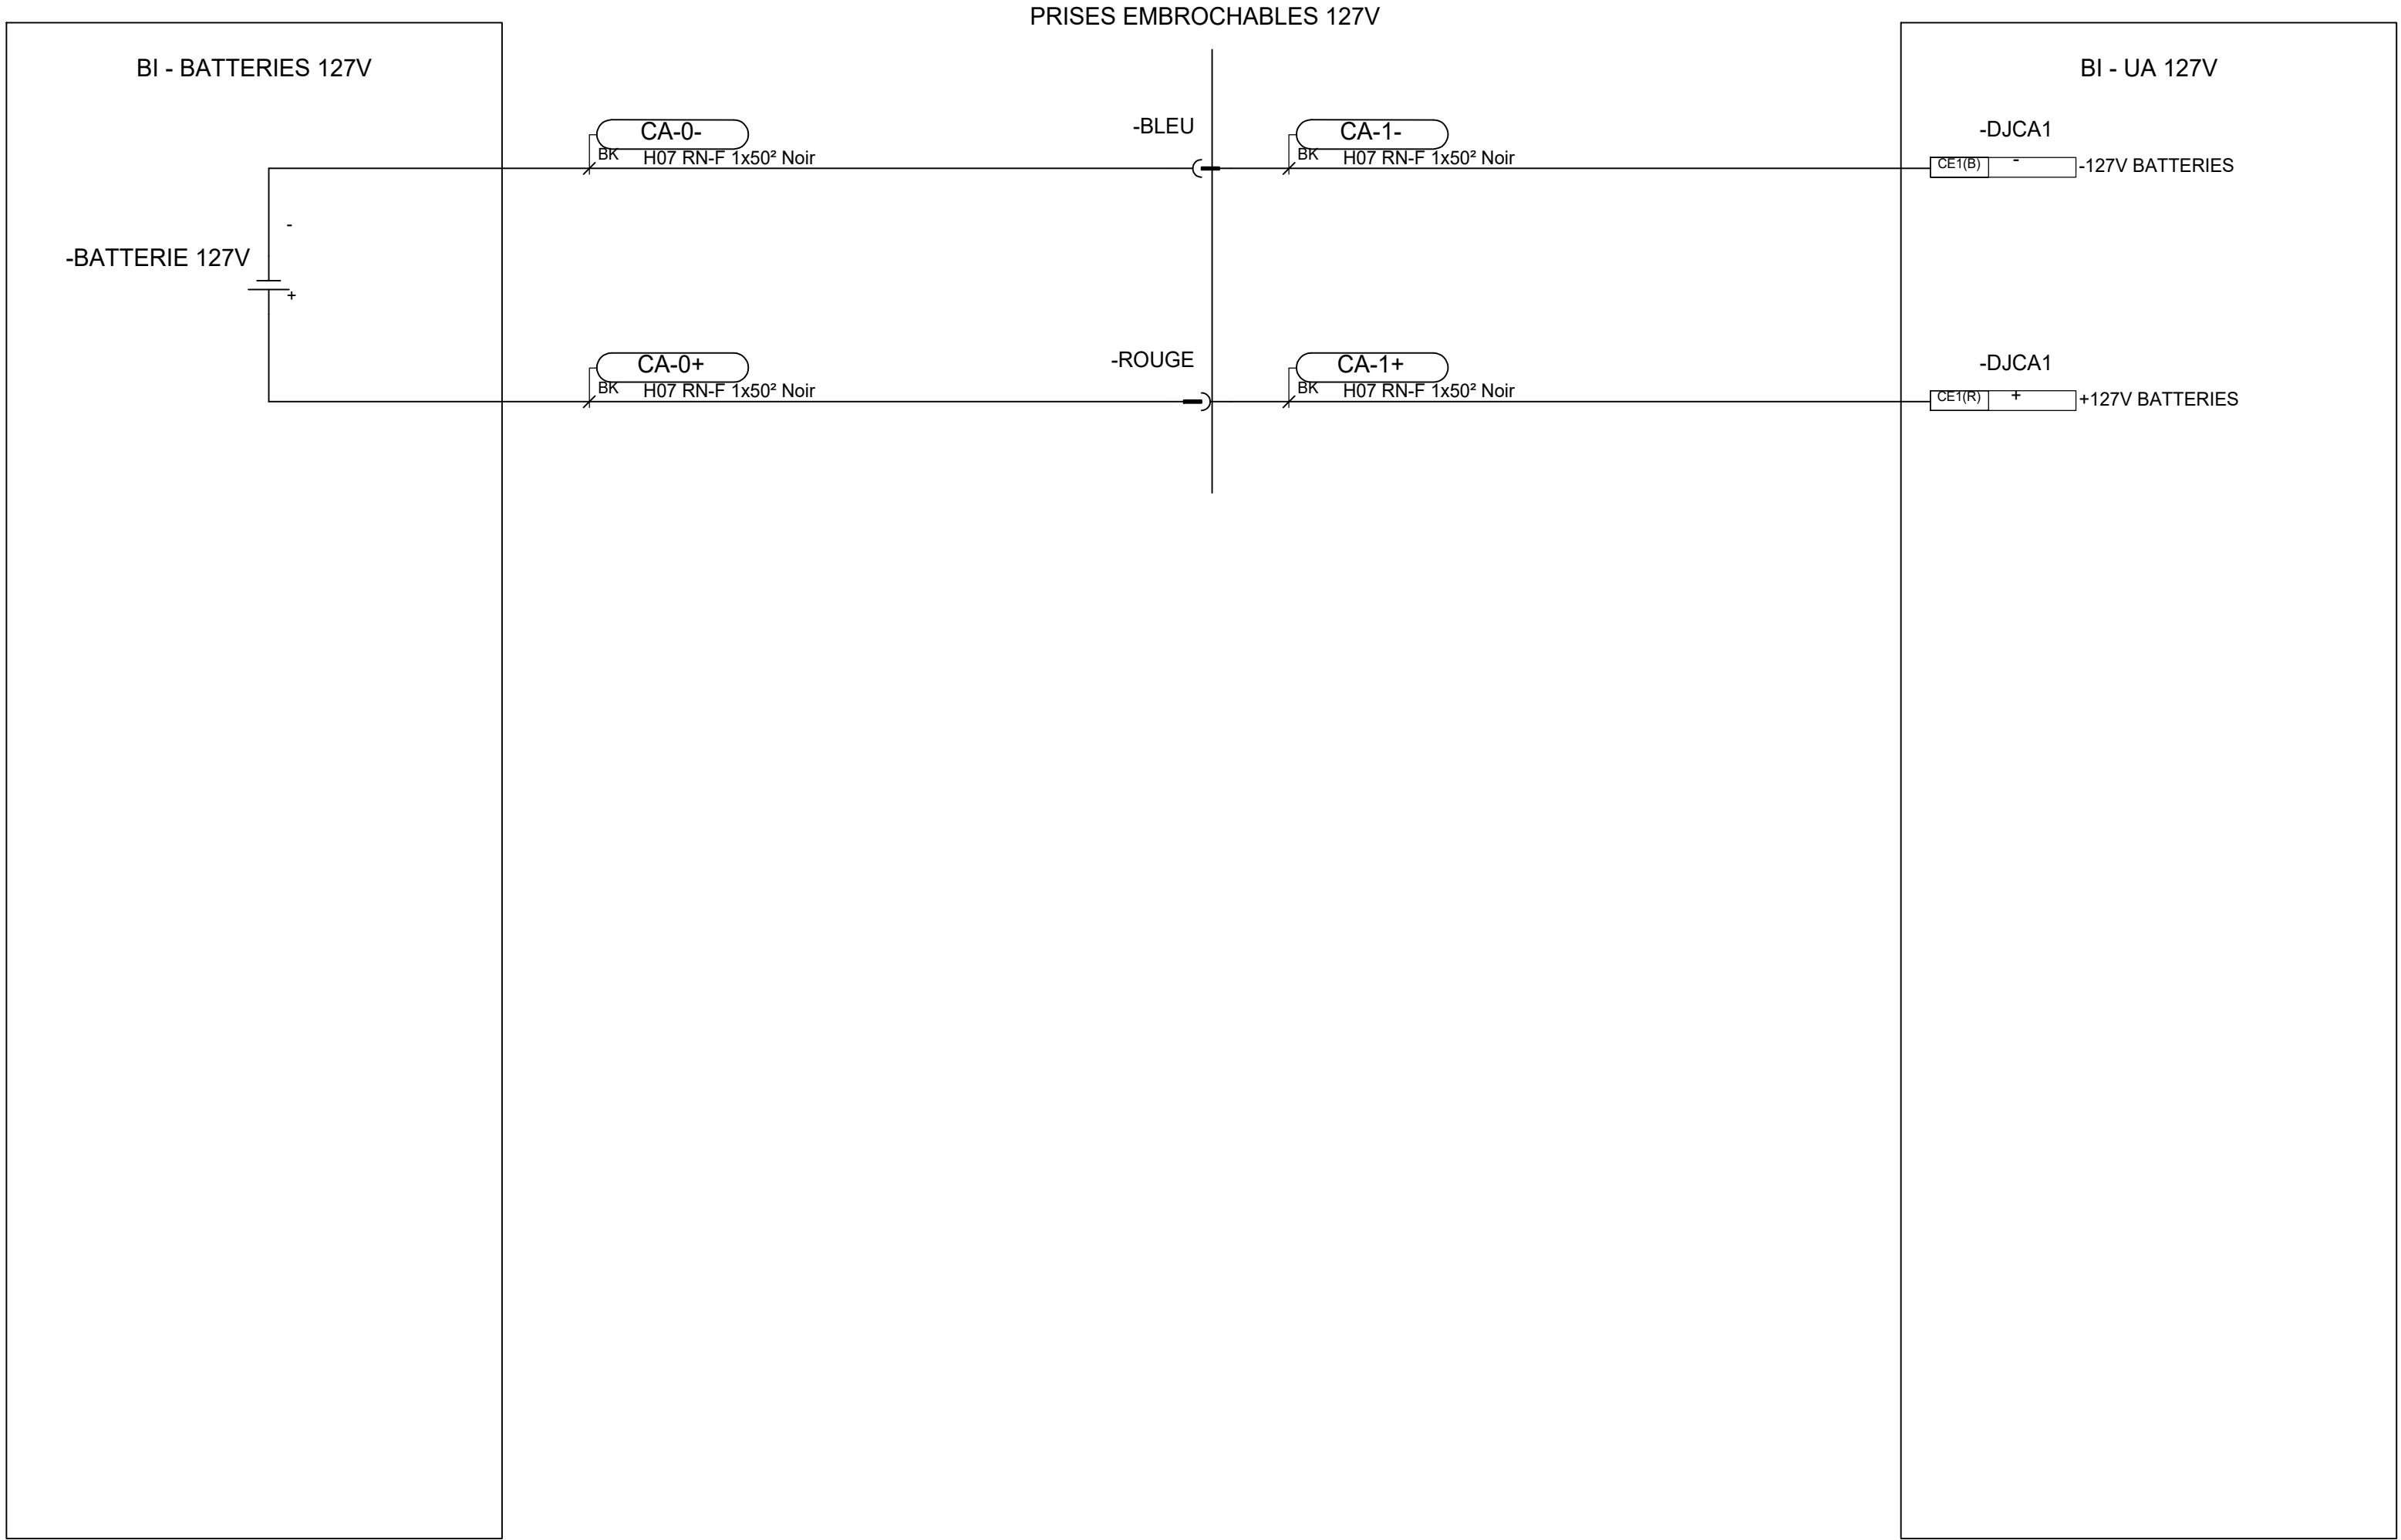 PRISES EMBROCHABLES 127V
BI - BATTERIES 127V
BI - UA 127V
CA-0-
BK H07 RN-F 1x50² Noir
-BLEU
CA-1-
BK H07 RN-F 1x50² Noir
-DJCA1
CE1(B) - -127V BATTERIES
-
-BATTERIE 127V
+
CA-0+
BK H07 RN-F 1x50² Noir
-ROUGE
CA-1+
BK H07 RN-F 1x50² Noir
-DJCA1
CE1(R) + +127V BATTERIES